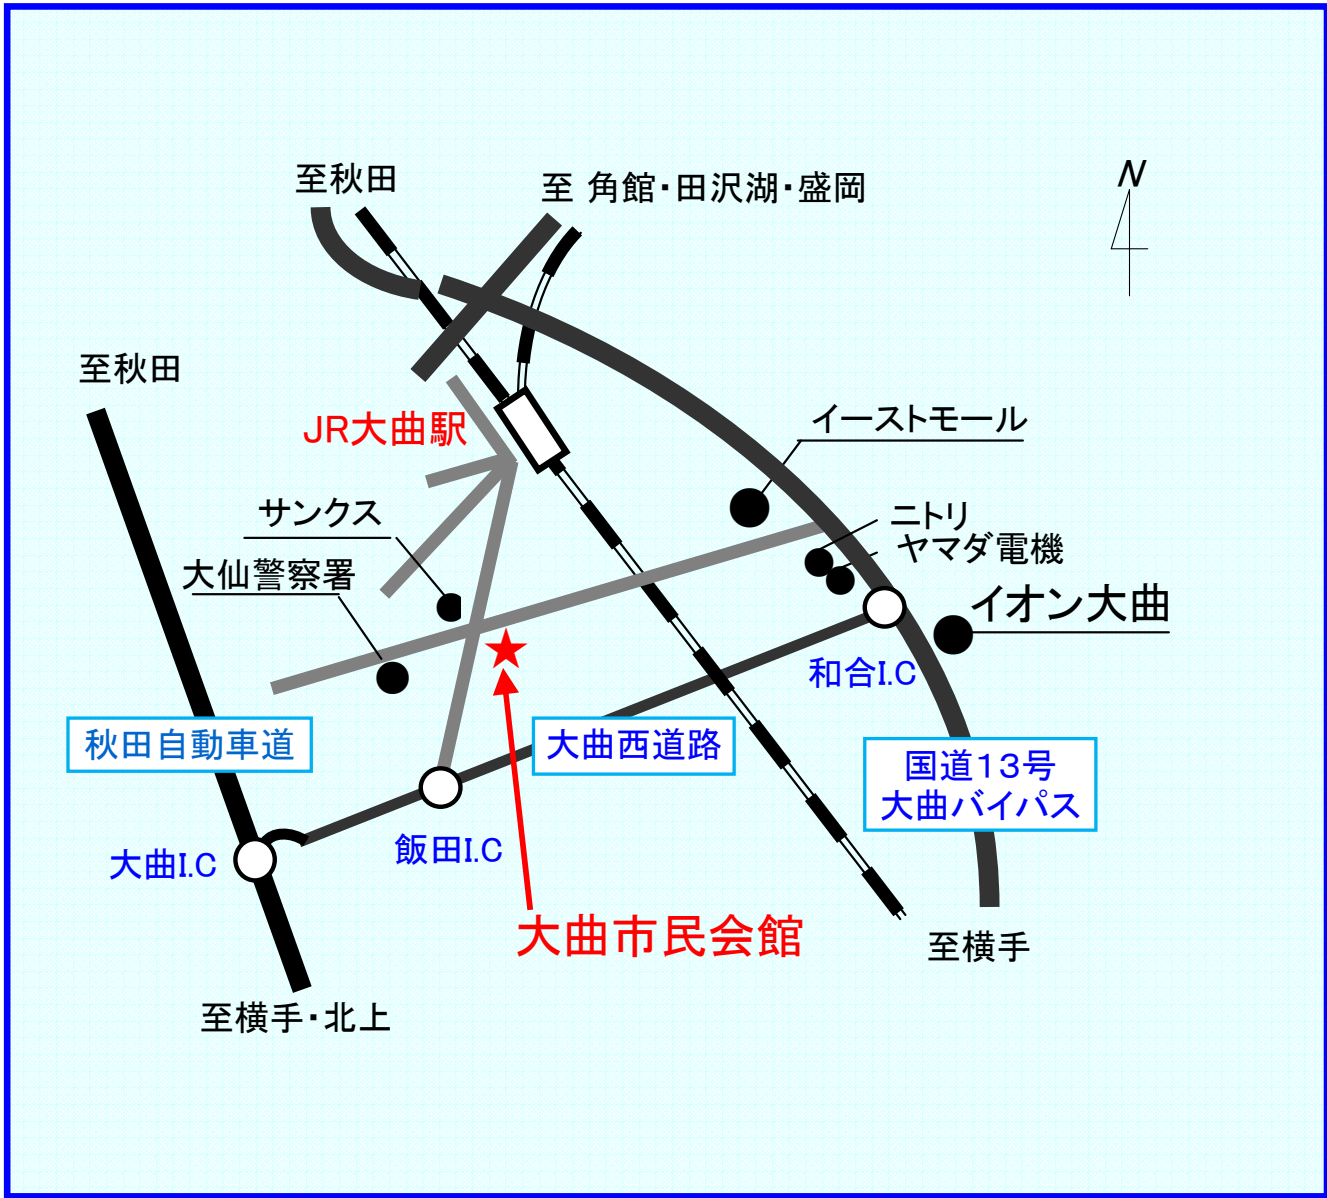 N
至秋田
至 角館・田沢湖・盛岡
至秋田
JR大曲駅
イーストモール
サンクス
ニトリ
ヤマダ電機
大仙警察署
イオン大曲
和合I.C
秋田自動車道
大曲西道路
国道13号
大曲バイパス
飯田I.C
大曲I.C
大曲市民会館
至横手
至横手・北上